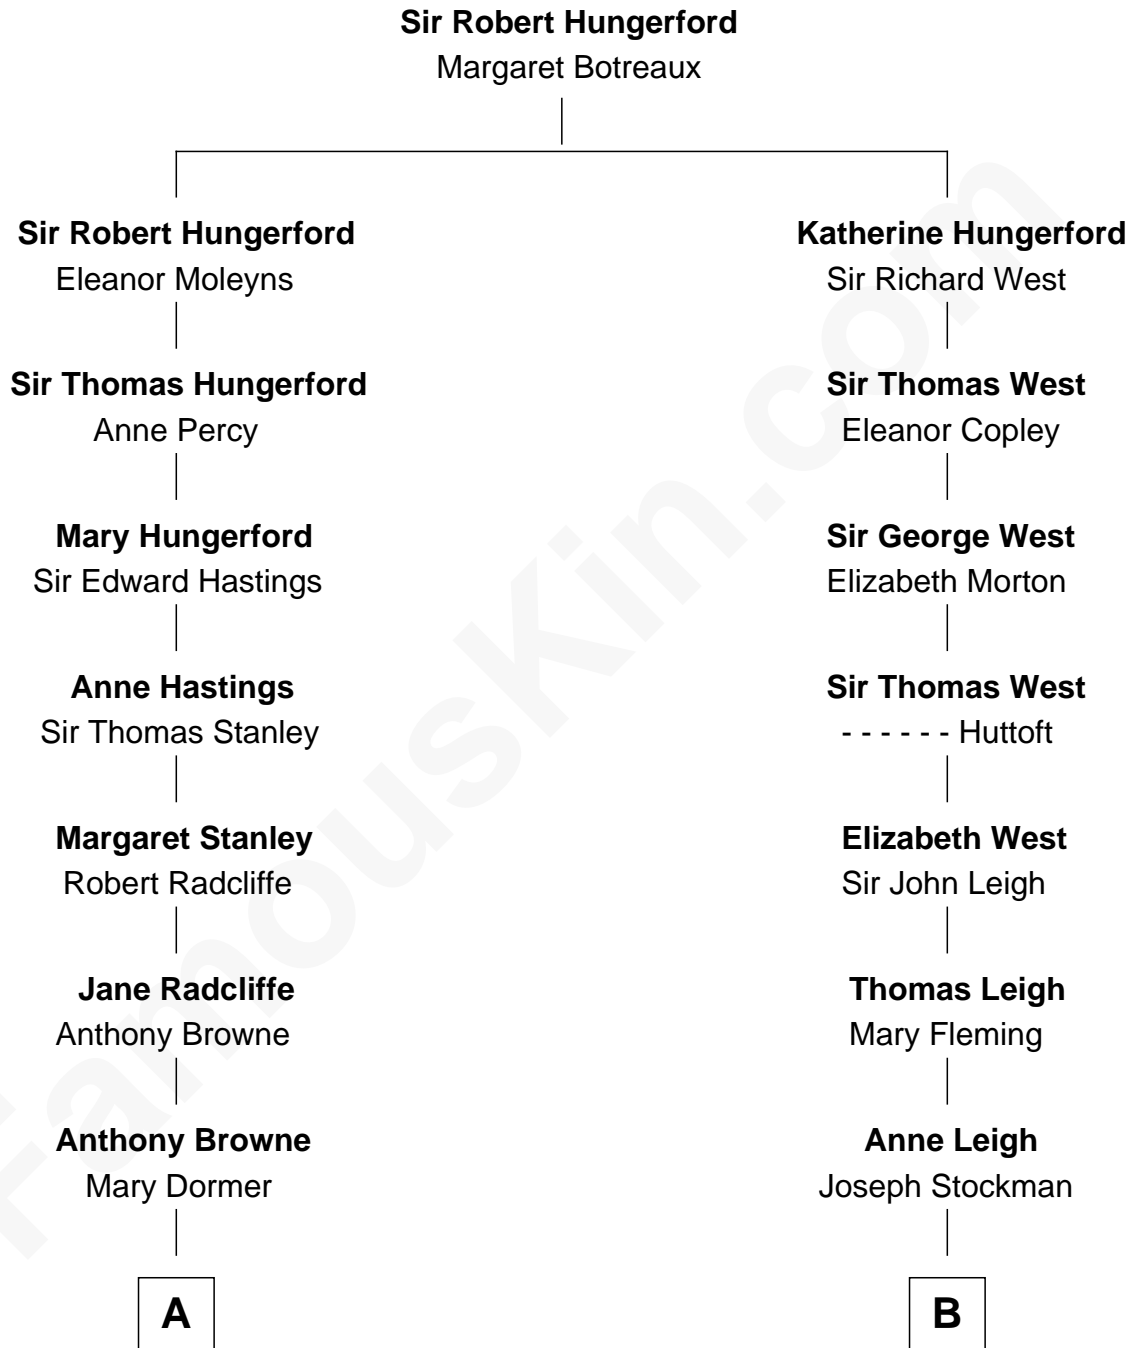 Sir Robert Hungerford
Margaret Botreaux
Sir Robert Hungerford
Eleanor Moleyns
Sir Thomas Hungerford
Anne Percy
Mary Hungerford
Sir Edward Hastings
Anne Hastings
Sir Thomas Stanley
Margaret Stanley
Robert Radcliffe
Jane Radcliffe
Anthony Browne
Anthony Browne
Mary Dormer
A
Katherine Hungerford
Sir Richard West
Sir Thomas West
Eleanor Copley
Sir George West
Elizabeth Morton
Sir Thomas West
- - - - - - Huttoft
Elizabeth West
Sir John Leigh
Thomas Leigh
Mary Fleming
Anne Leigh
Joseph Stockman
B
FamousKin.com